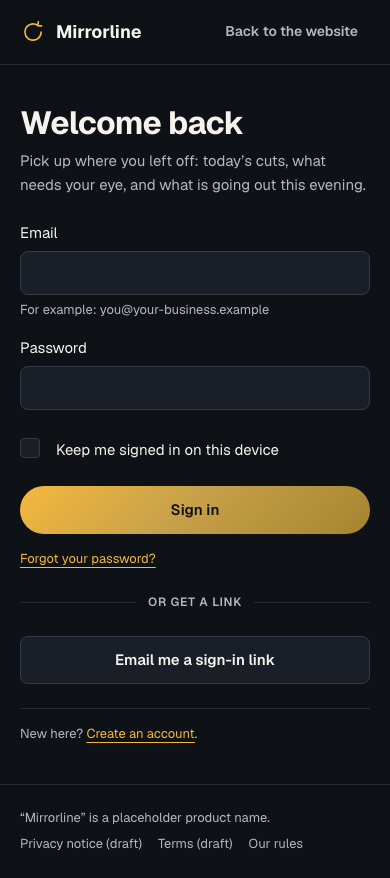 Mirrorline
Back to the website
Welcome back
Pick up where you left off: today’s cuts, what
needs your eye, and what is going out this evening.
Email
For example: you@your-business.example
Password
Keep me signed in on this device
Sign in
Forgot your password?
OR GET A LINK
Email me a sign-in link
New here? Create an account.
“Mirrorline” is a placeholder product name.
Privacy notice (draft) Terms (draft) Our rules